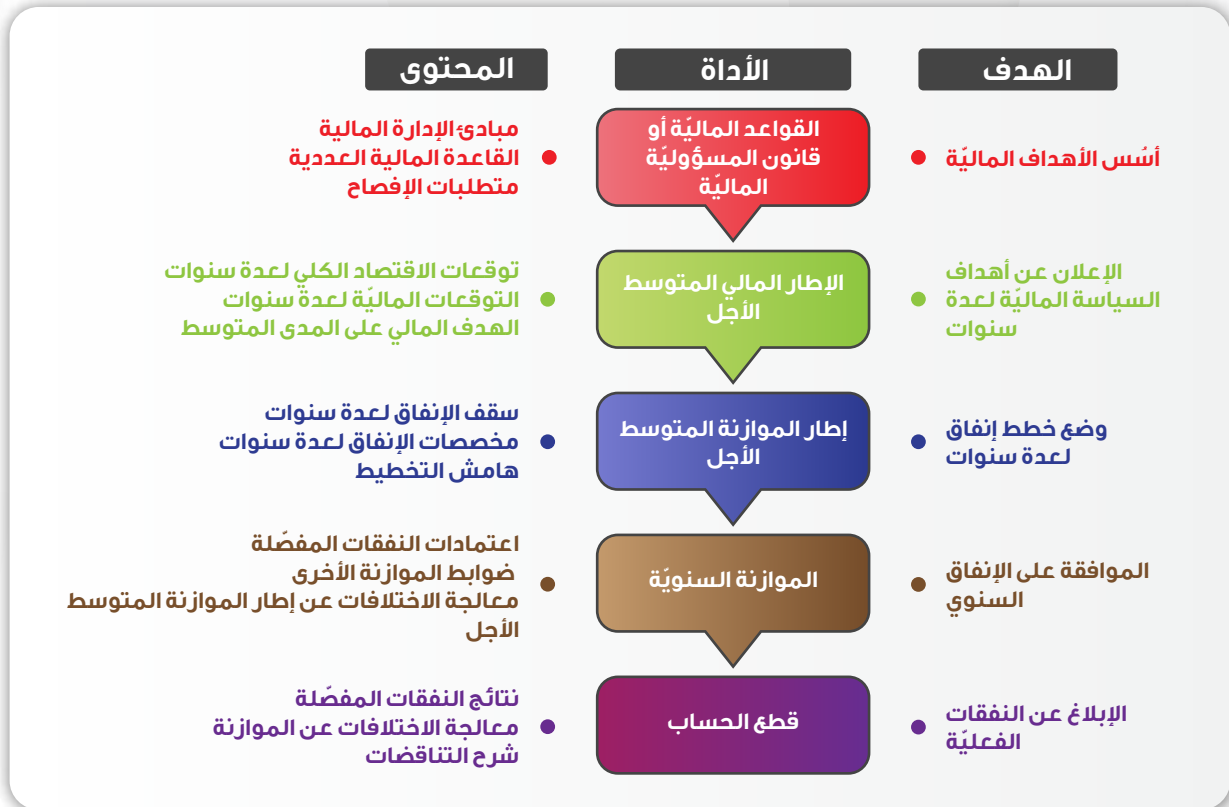 الهدف
الأداة
المحتوى
أسُس الأهداف الماليّة
القواعد الماليّة أو
قانون المسؤوليّة
الماليّة
مبادئ الإدارة المالية
القاعدة المالية العددية
متطلبات الإفصاح
الإعلان عن أهداف
السياسة الماليّة لعدة
سنوات
الإطار المالي المتوسط
الأجل
توقعات الاقتصاد الكلي لعدة سنوات
التوقعات الماليّة لعدة سنوات
الهدف المالي على المدى المتوسط
وضع خطط إنفاق
لعدة سنوات
إطار الموازنة المتوسط
الأجل
سقف الإنفاق لعدة سنوات
مخصصات الإنفاق لعدة سنوات
هامش التخطيط
الموافقة على الإنفاق
السنوي
الموازنة السنويّة
اعتمادات النفقات المفصّلة
ضوابط الموازنة الأخرى
معالجة الاختلافات عن إطار الموازنة المتوسط
الأجل
الإبلاغ عن النفقات
الفعليّة
قطع الحساب
نتائج النفقات المفصّلة
معالجة الاختلافات عن الموازنة
شرح التناقضات